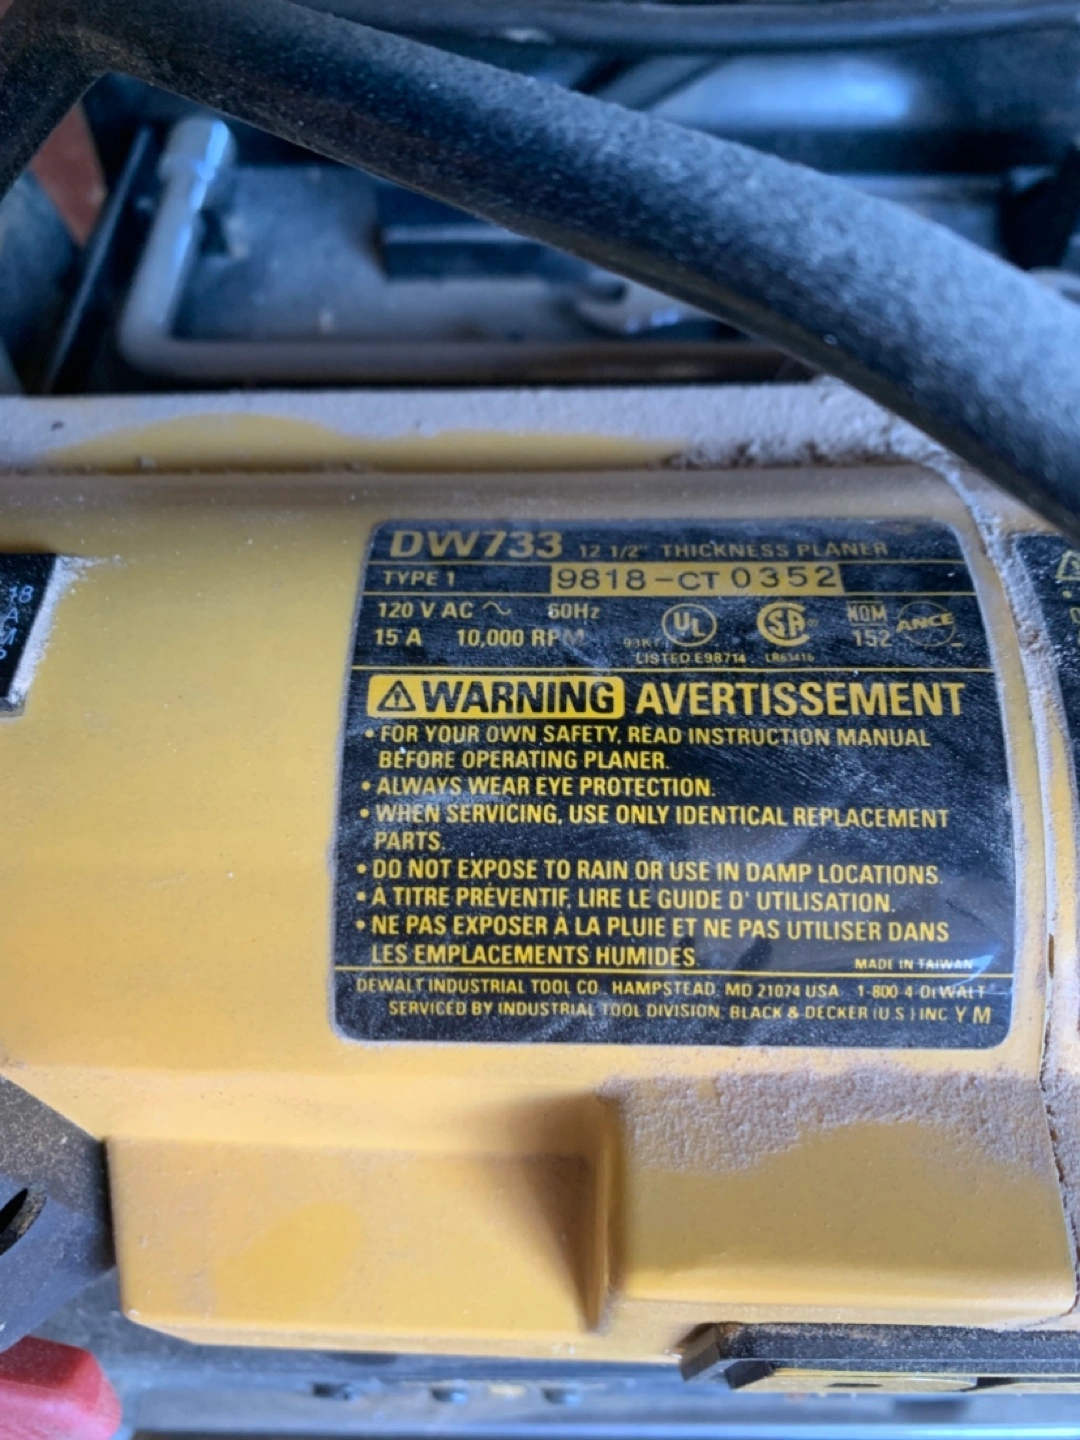 DW733 12 1/2" THICKNESS PLANER
TYPE 1 9818-CT 0352
120 V AC ~ 60Hz
15 A 10,000 RPM
UL
LISTED E98714
SA
LR63416
NOM
152
ANCE
⚠ WARNING AVERTISSEMENT
• FOR YOUR OWN SAFETY, READ INSTRUCTION MANUAL
BEFORE OPERATING PLANER.
• ALWAYS WEAR EYE PROTECTION.
• WHEN SERVICING, USE ONLY IDENTICAL REPLACEMENT
PARTS.
• DO NOT EXPOSE TO RAIN OR USE IN DAMP LOCATIONS.
• À TITRE PRÉVENTIF, LIRE LE GUIDE D' UTILISATION.
• NE PAS EXPOSER À LA PLUIE ET NE PAS UTILISER DANS
LES EMPLACEMENTS HUMIDES.
MADE IN TAIWAN
DEWALT INDUSTRIAL TOOL CO. HAMPSTEAD, MD 21074 USA 1-800-4-DEWALT
SERVICED BY INDUSTRIAL TOOL DIVISION, BLACK & DECKER (U.S.) INC YM